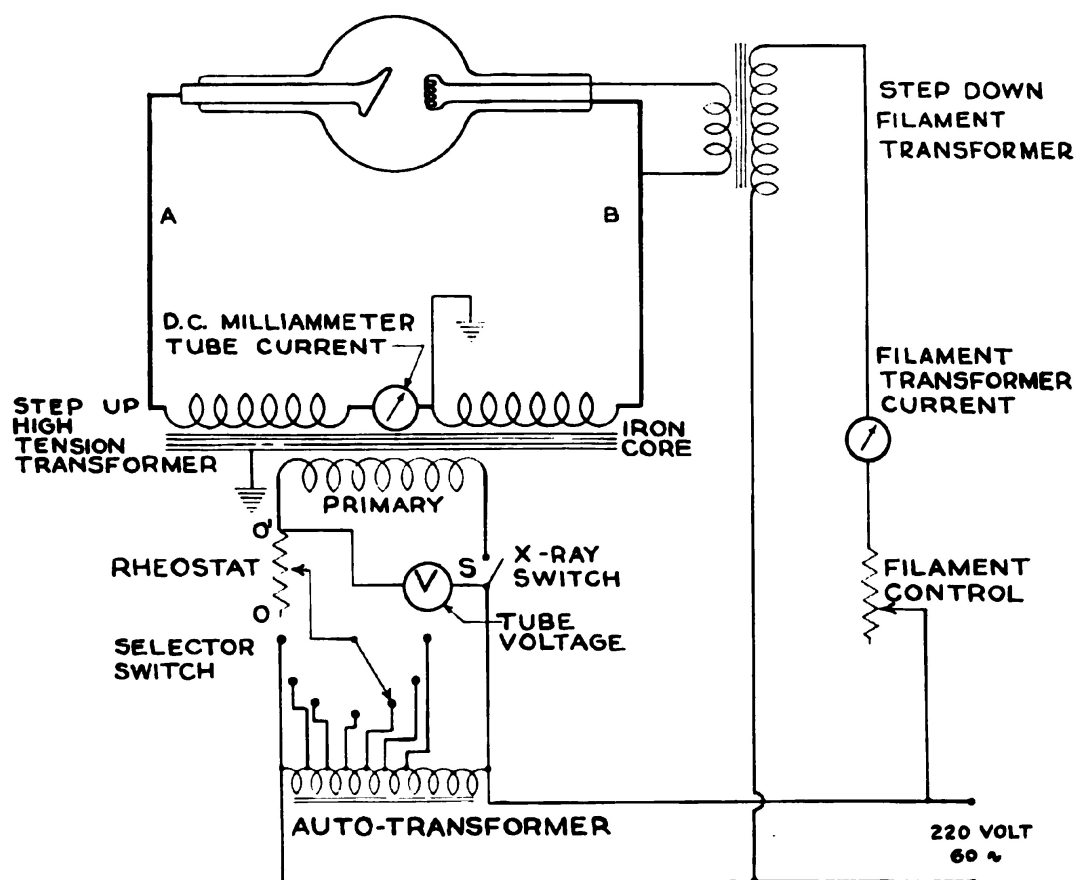 STEP DOWN
FILAMENT
TRANSFORMER
A
B
D.C. MILLIAMMETER
TUBE CURRENT
FILAMENT
TRANSFORMER
CURRENT
STEP UP
HIGH
TENSION
TRANSFORMER
IRON
CORE
PRIMARY
O'
RHEOSTAT
V
S
X-RAY
SWITCH
FILAMENT
CONTROL
O
TUBE
VOLTAGE
SELECTOR
SWITCH
AUTO-TRANSFORMER
220 VOLT
60 ~